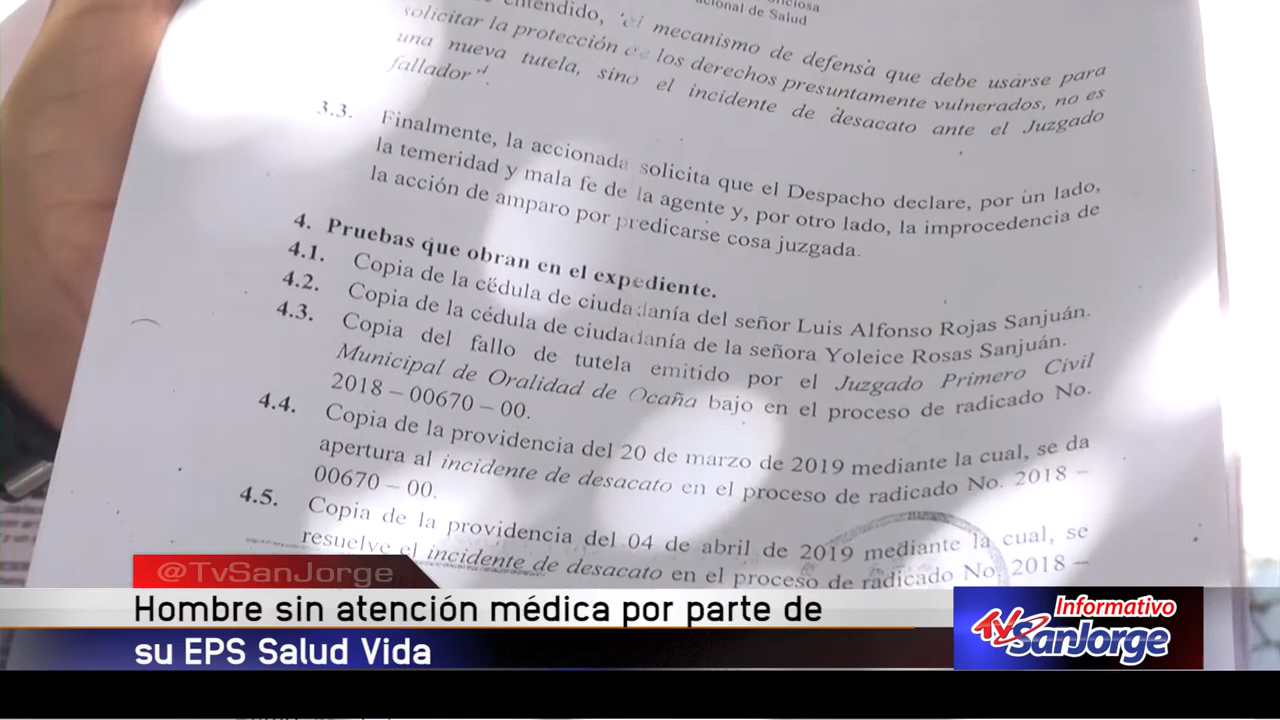 entendido, "el mecanismo de defensa que debe usarse para
solicitar la protección de los derechos presuntamente vulnerados, no es
una nueva tutela, sino el incidente de desacato ante el Juzgado
fallador".
cional de Salud
3.3. Finalmente, la accionada solicita que el Despacho declare, por un lado,
la temeridad y mala fe de la agente y, por otro lado, la improcedencia de
la acción de amparo por predicarse cosa juzgada.
4. Pruebas que obran en el expediente.
4.1. Copia de la cédula de ciudadanía del señor Luis Alfonso Rojas Sanjuán.
4.2. Copia de la cédula de ciudadanía de la señora Yoleice Rosas Sanjuán.
4.3. Copia del fallo de tutela emitido por el Juzgado Primero Civil
Municipal de Oralidad de Ocaña bajo en el proceso de radicado No.
2018 – 00670 – 00.
4.4. Copia de la providencia del 20 de marzo de 2019 mediante la cual, se da
apertura al incidente de desacato en el proceso de radicado No. 2018 –
00670 – 00.
4.5. Copia de la providencia del 04 de abril de 2019 mediante la cual, se
resuelve el incidente de desacato en el proceso de radicado No. 2018 –
@TvSanJorge
Hombre sin atención médica por parte de
su EPS Salud Vida
Informativo
TV SanJorge